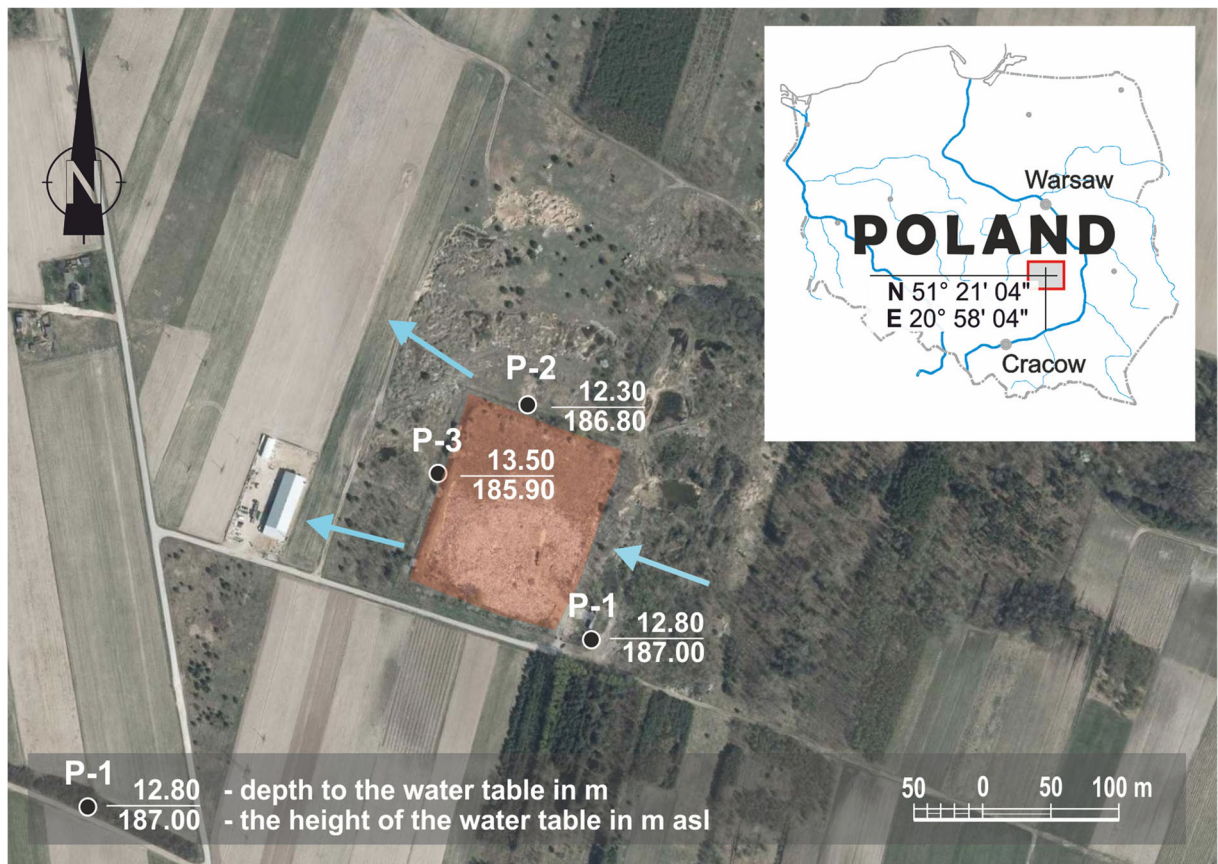 N
Warsaw
POLAND
N 51° 21' 04"
E 20° 58' 04"
Cracow
P-2
12.30
186.80
P-3
13.50
185.90
P-1
12.80
187.00
P-1
12.80 - depth to the water table in m
187.00 - the height of the water table in m asl
50 0 50 100 m